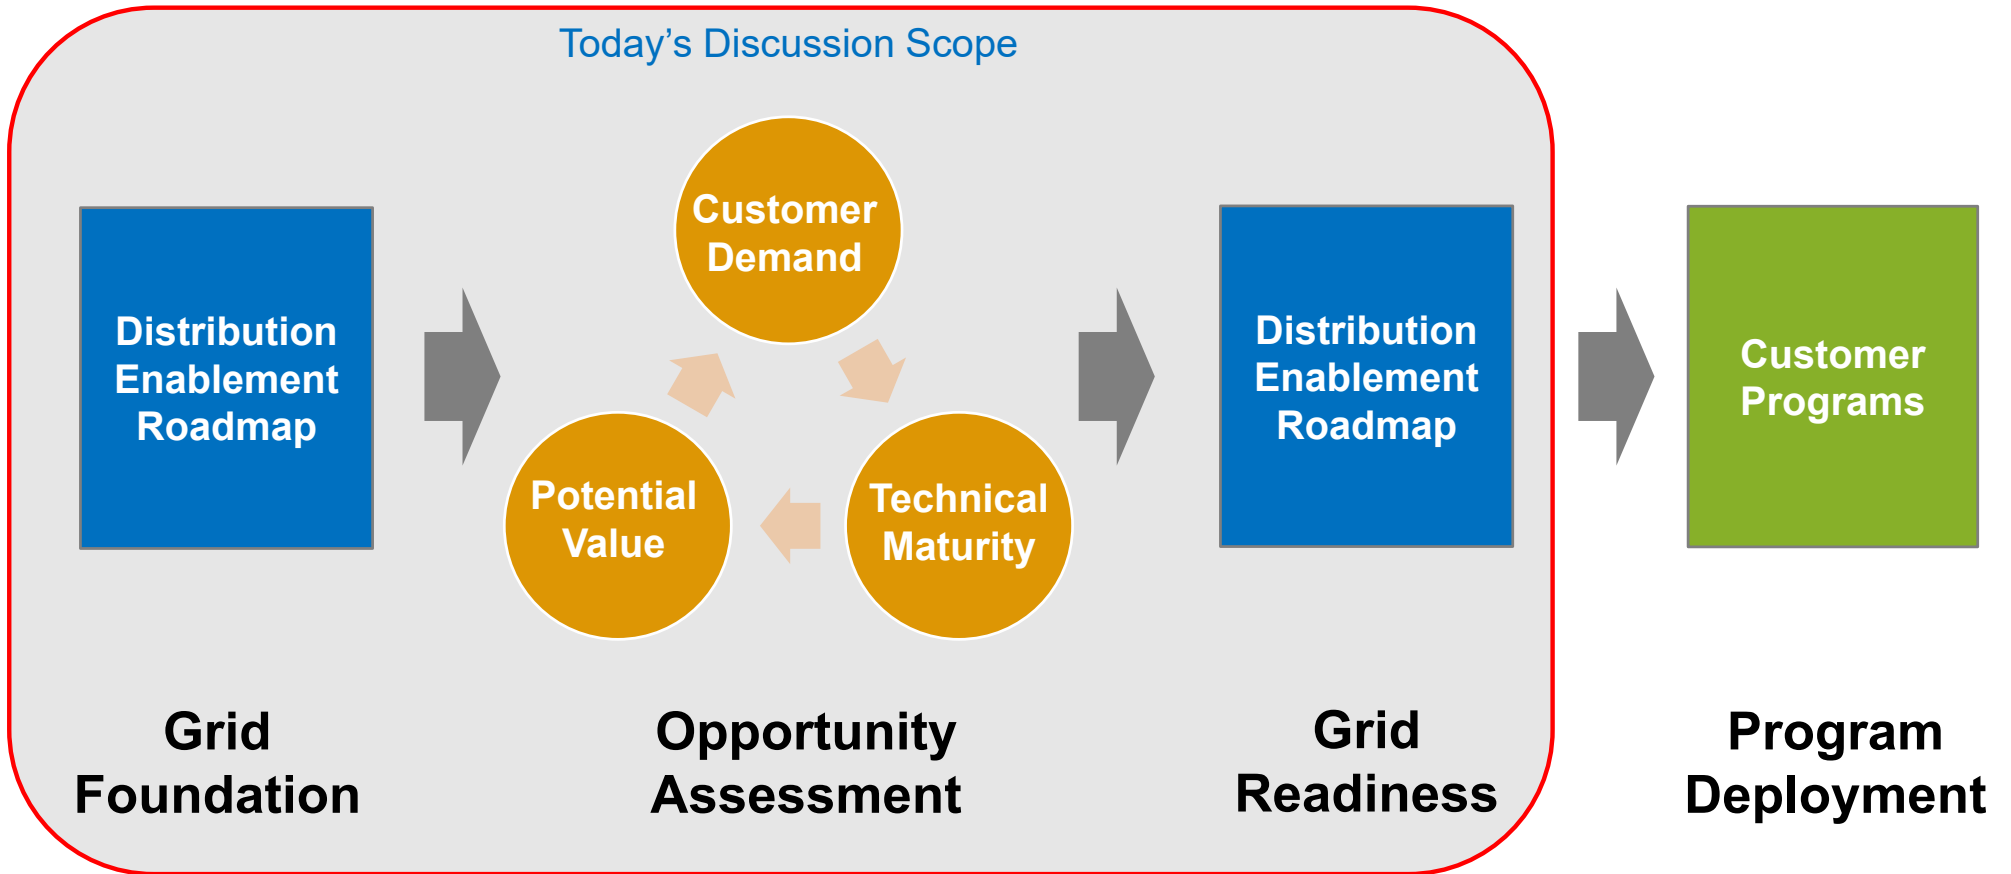 Today’s Discussion Scope
Distribution
Enablement
Roadmap
Customer
Demand
Potential
Value
Technical
Maturity
Distribution
Enablement
Roadmap
Customer
Programs
Grid
Foundation
Opportunity
Assessment
Grid
Readiness
Program
Deployment